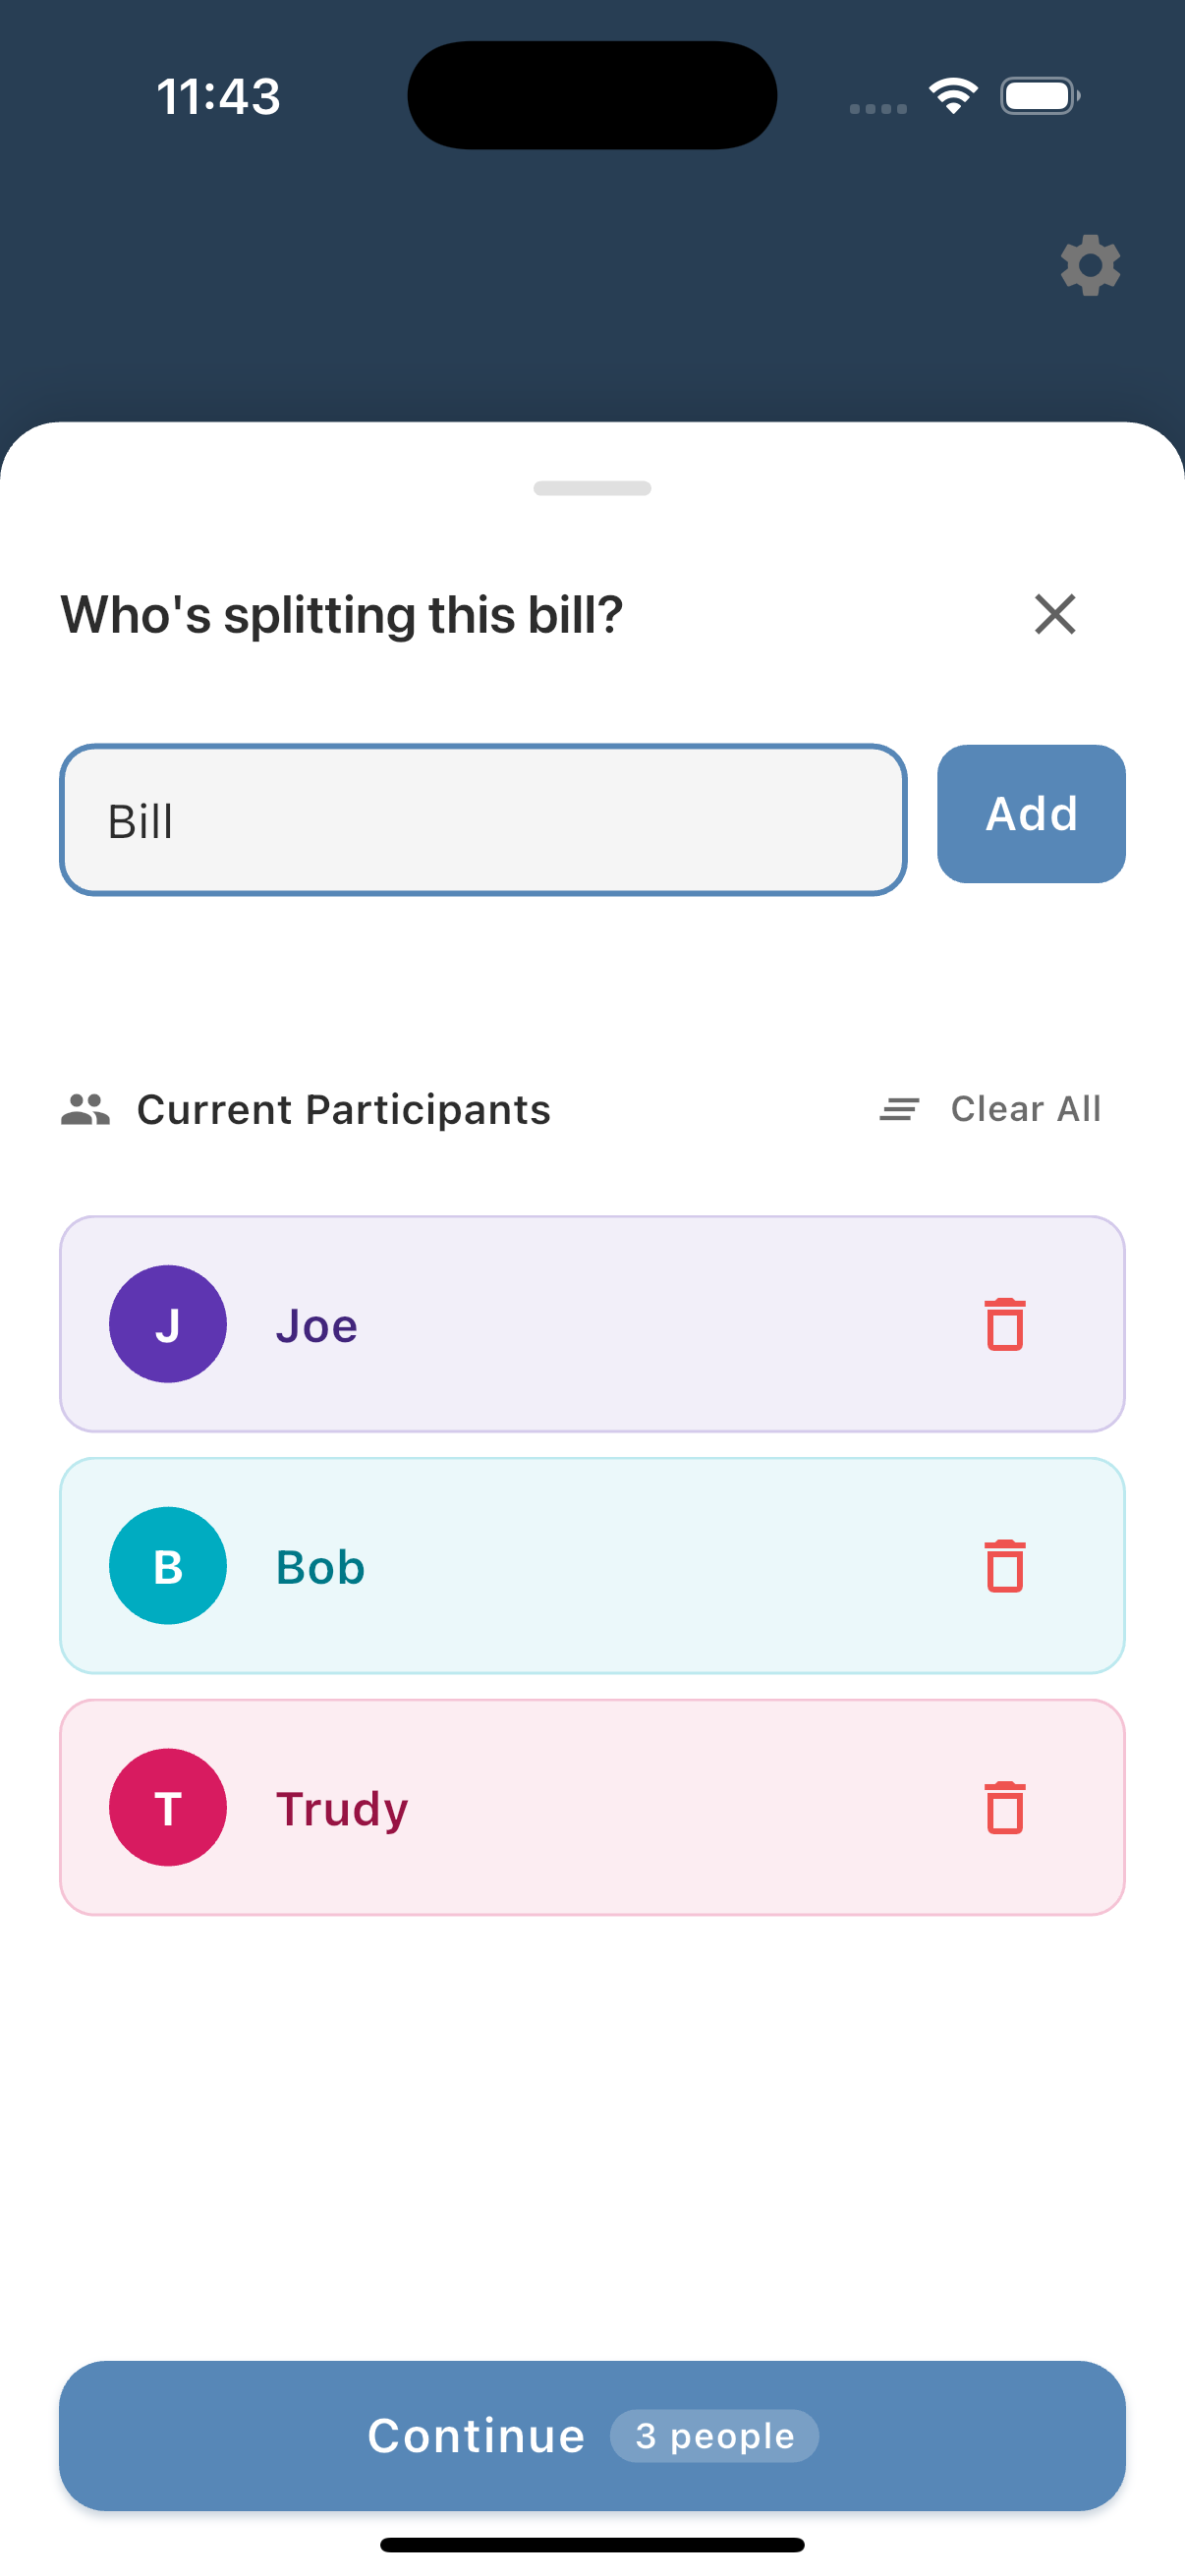 11:43
Who's splitting this bill?
Bill
Add
Current Participants
Clear All
J
Joe
B
Bob
T
Trudy
Continue 3 people